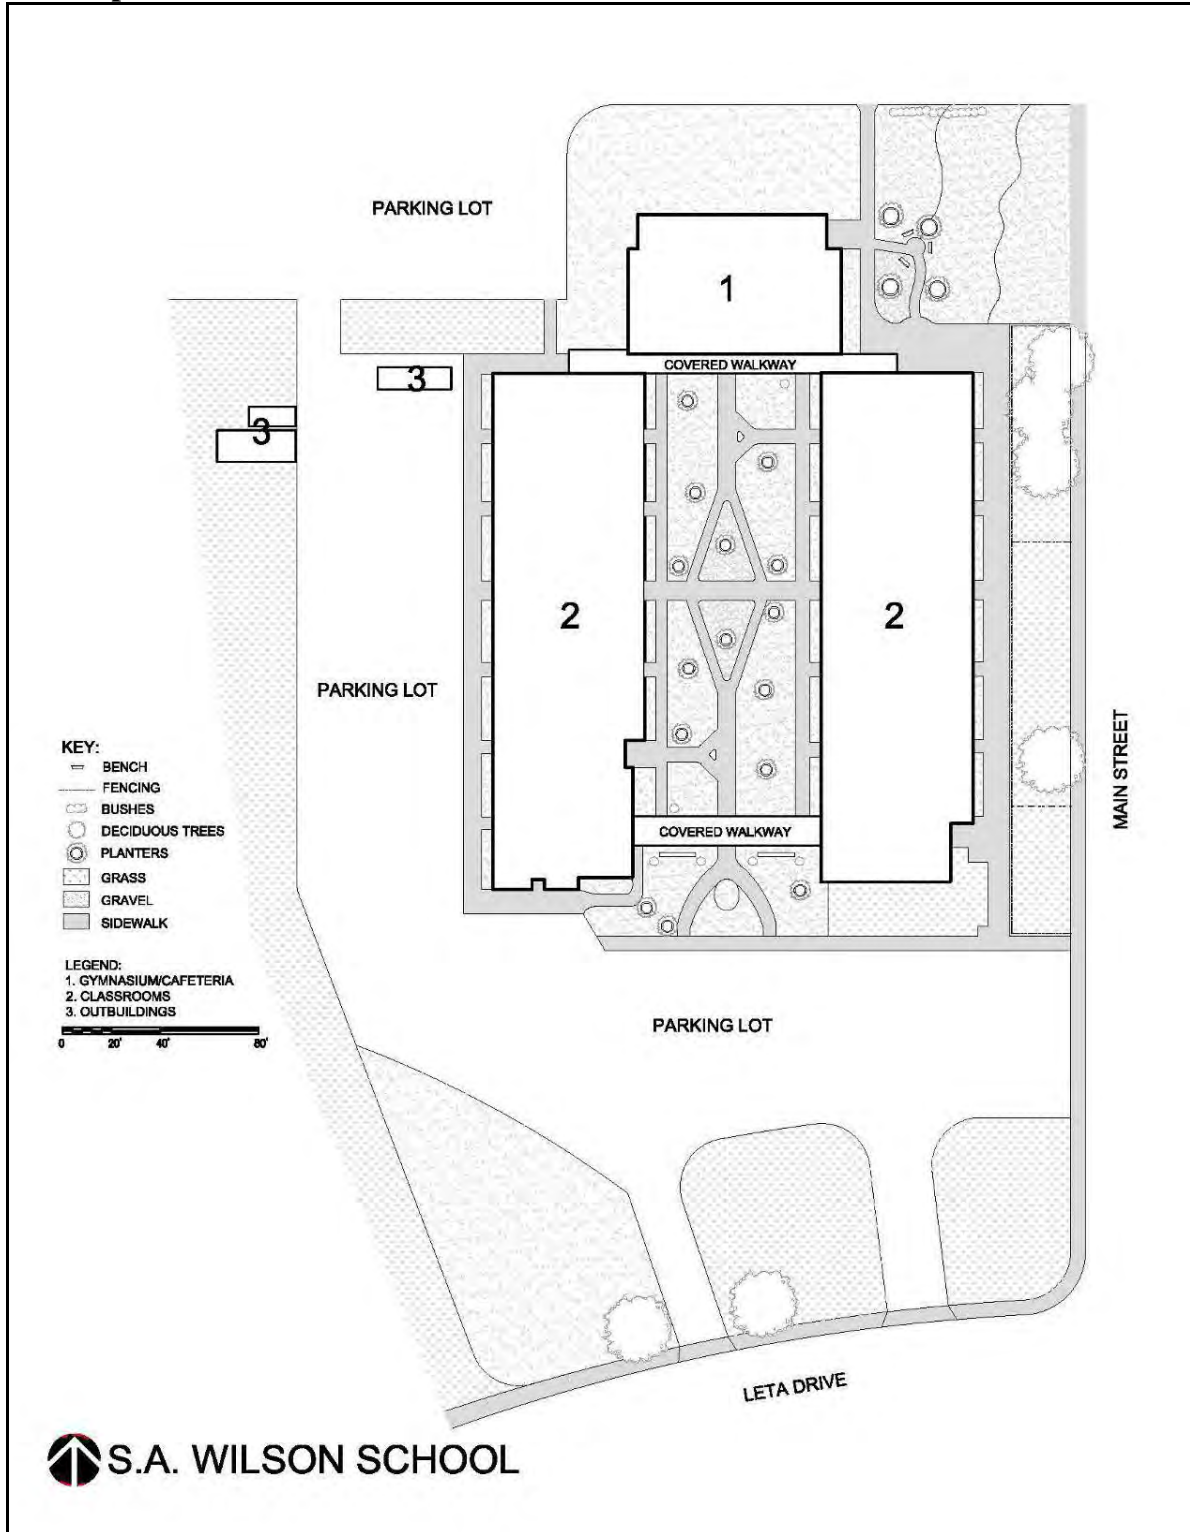 PARKING LOT
1
COVERED WALKWAY
3
3
2
2
PARKING LOT
MAIN STREET
KEY:
BENCH
FENCING
BUSHES
DECIDUOUS TREES
PLANTERS
GRASS
GRAVEL
SIDEWALK
COVERED WALKWAY
LEGEND:
1. GYMNASIUM/CAFETERIA
2. CLASSROOMS
3. OUTBUILDINGS
0 20' 40' 80'
PARKING LOT
LETA DRIVE
S.A. WILSON SCHOOL